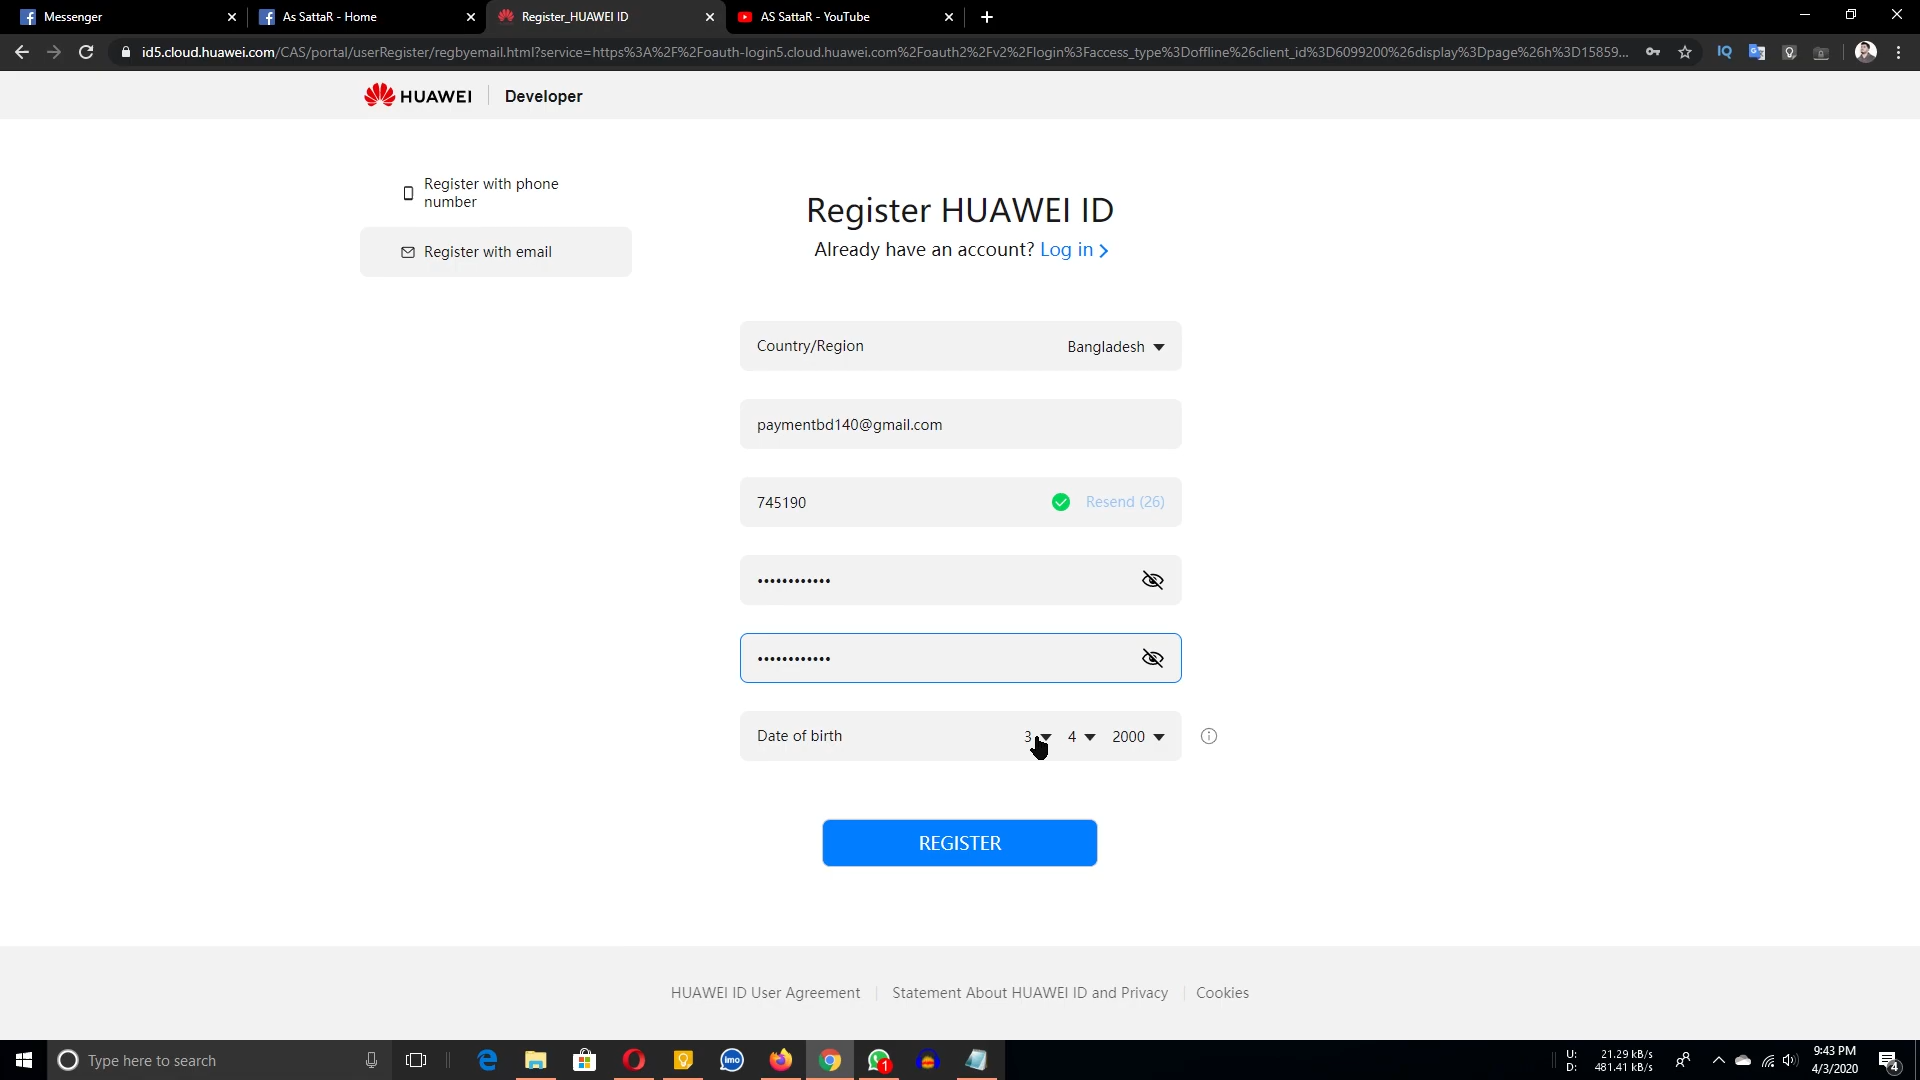 Messenger
As SattaR - Home
Register_HUAWEI ID
AS SattaR - YouTube
id5.cloud.huawei.com/CAS/portal/userRegister/regbyemail.html?service=https%3A%2F%2Foauth-login5.cloud.huawei.com%2Foauth2%2Fv2%2Flogin%3Faccess_type%3Doffline%26client_id%3D6099200%26display%3Dpage%26h%3D15859...
IQ
HUAWEI
Developer
Register with phone
number
Register with email
Register HUAWEI ID
Already have an account? Log in
Country/Region
Bangladesh
paymentbd140@gmail.com
745190
Resend (26)
Date of birth
3
4
2000
REGISTER
HUAWEI ID User Agreement
Statement About HUAWEI ID and Privacy
Cookies
Type here to search
imo
1
U: 21.29 kB/s
D: 481.41 kB/s
9:43 PM
4/3/2020
4